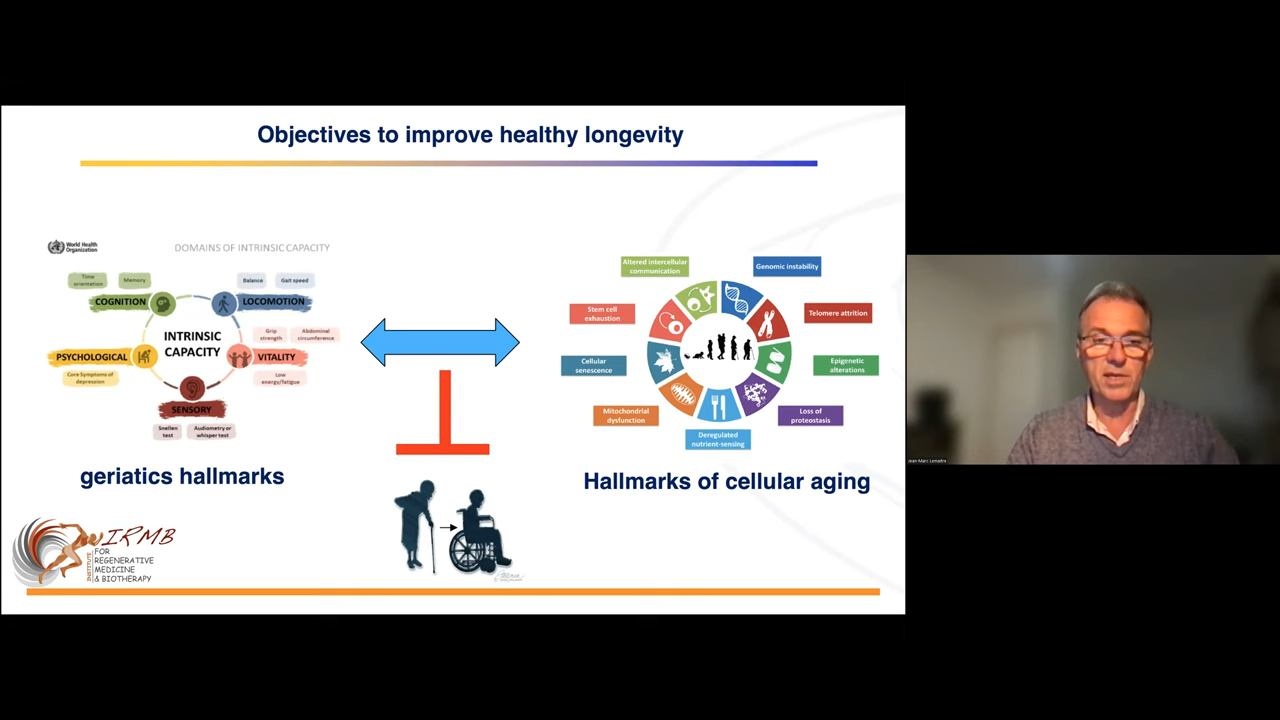 Objectives to improve healthy longevity
World Health
Organization
DOMAINS OF INTRINSIC CAPACITY
Time
orientation
Memory
COGNITION
Balance
Gait speed
LOCOMOTION
INTRINSIC
CAPACITY
Grip
strength
Abdominal
circumference
VITALITY
Low
energy/fatigue
PSYCHOLOGICAL
Core Symptoms of
depression
SENSORY
Snellen
test
Audiometry or
whisper test
geriatics hallmarks
Altered intercellular
communication
Genomic instability
Stem cell
exhaustion
Telomere attrition
Cellular
senescence
Epigenetic
alterations
Mitochondrial
dysfunction
Loss of
proteostasis
Deregulated
nutrient-sensing
Hallmarks of cellular aging
IRMB
INSTITUTE
FOR
REGENERATIVE
MEDICINE
& BIOTHERAPY
Jean-Marc Lemaitre